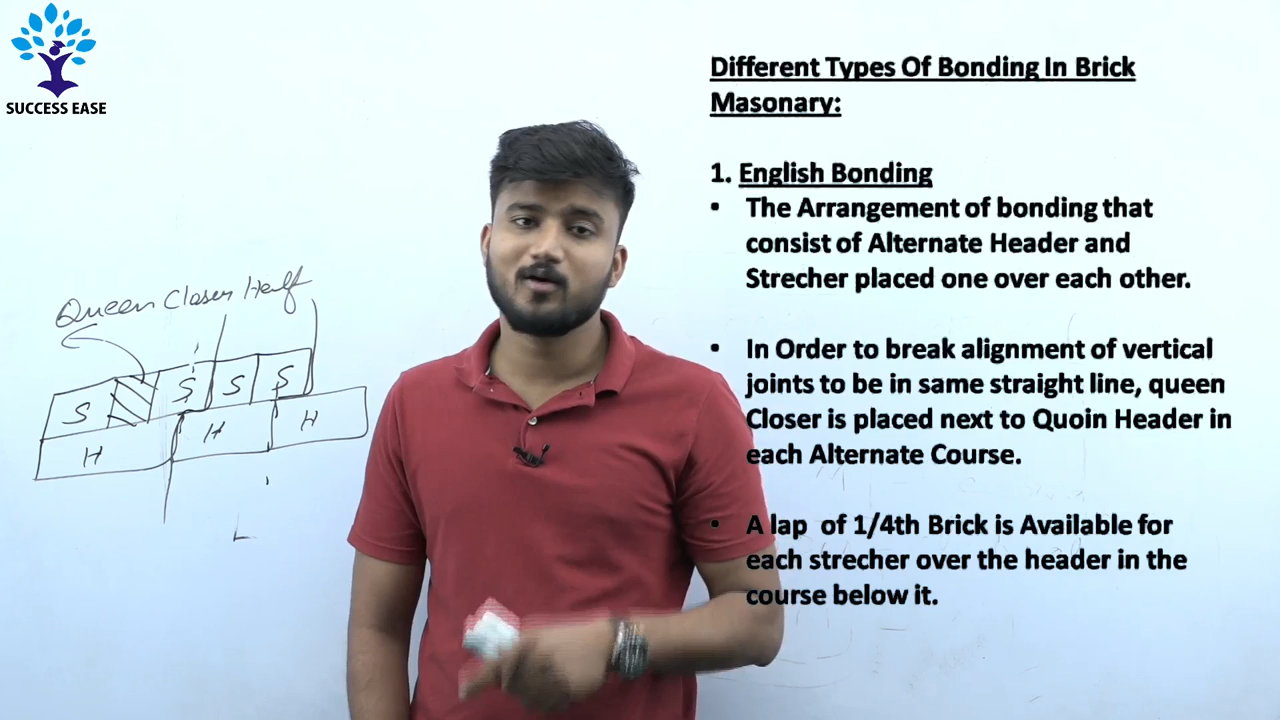 SUCCESS EASE
Queen Closer Half
S S S S
H H H
Different Types Of Bonding In Brick
Masonary:
1. English Bonding
• The Arrangement of bonding that
consist of Alternate Header and
Strecher placed one over each other.
• In Order to break alignment of vertical
joints to be in same straight line, queen
Closer is placed next to Quoin Header in
each Alternate Course.
• A lap of 1/4th Brick is Available for
each strecher over the header in the
course below it.